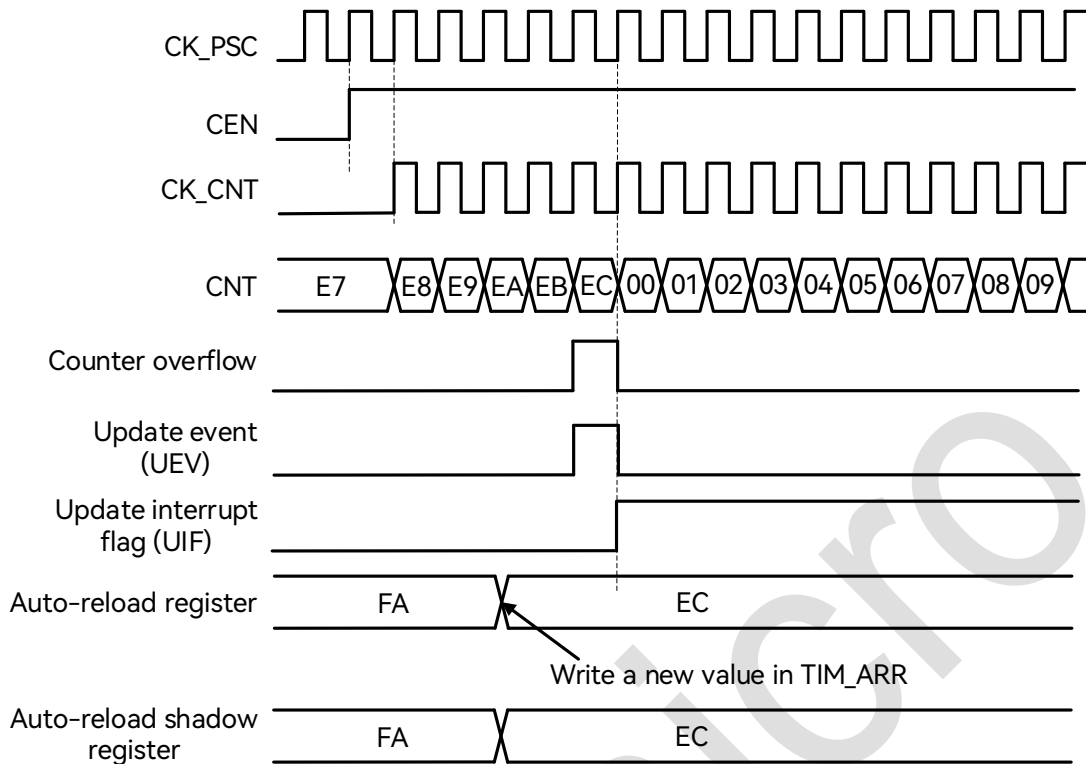 CK_PSC
CEN
CK_CNT
CNT E7 E8 E9 EA EB EC 00 01 02 03 04 05 06 07 08 09
Counter overflow
Update event
(UEV)
Update interrupt
flag (UIF)
Auto-reload register FA EC
Write a new value in TIM_ARR
Auto-reload shadow
register FA EC
micro